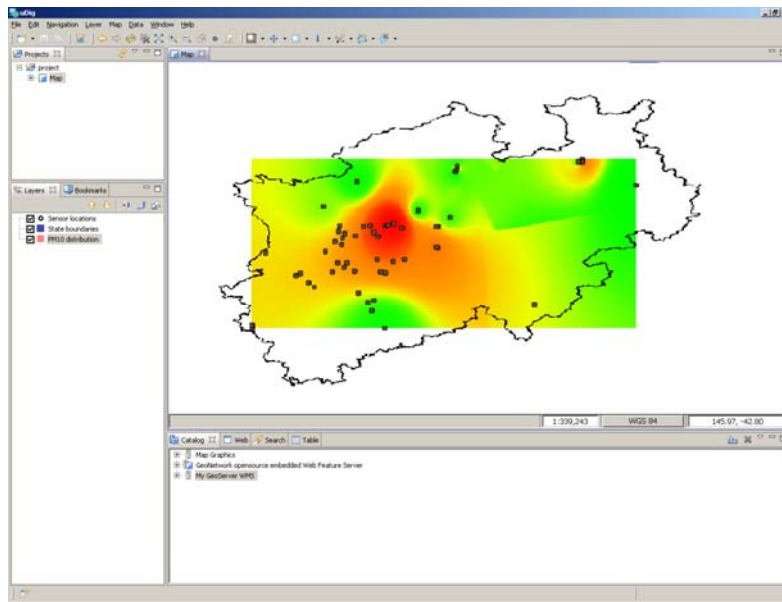 uDig
File Edit Navigation Layer Map Data Window Help
Projects
project
Map
Map
Layers Bookmarks
Sensor locations
State boundaries
PM10 distribution
1:339,243 WGS 84 145.97, -42.80
Catalog Web Search Table
Map Graphics
GeoNetwork opensource embedded Web Feature Server
My GeoServer WMS